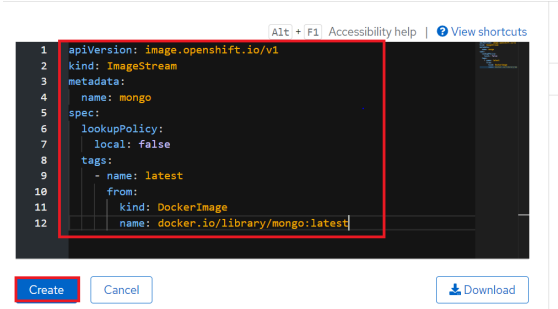 Alt + F1 Accessibility help | View shortcuts
1 apiVersion: image.openshift.io/v1
2 kind: ImageStream
3 metadata:
4 name: mongo
5 spec:
6 lookupPolicy:
7 local: false
8 tags:
9 - name: latest
10 from:
11 kind: DockerImage
12 name: docker.io/library/mongo:latest
Create Cancel Download